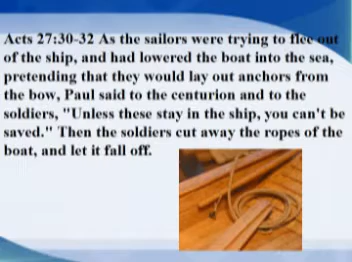 Acts 27:30-32 As the sailors were trying to flee out
of the ship, and had lowered the boat into the sea,
pretending that they would lay out anchors from
the bow, Paul said to the centurion and to the
soldiers, "Unless these stay in the ship, you can't be
saved." Then the soldiers cut away the ropes of the
boat, and let it fall off.